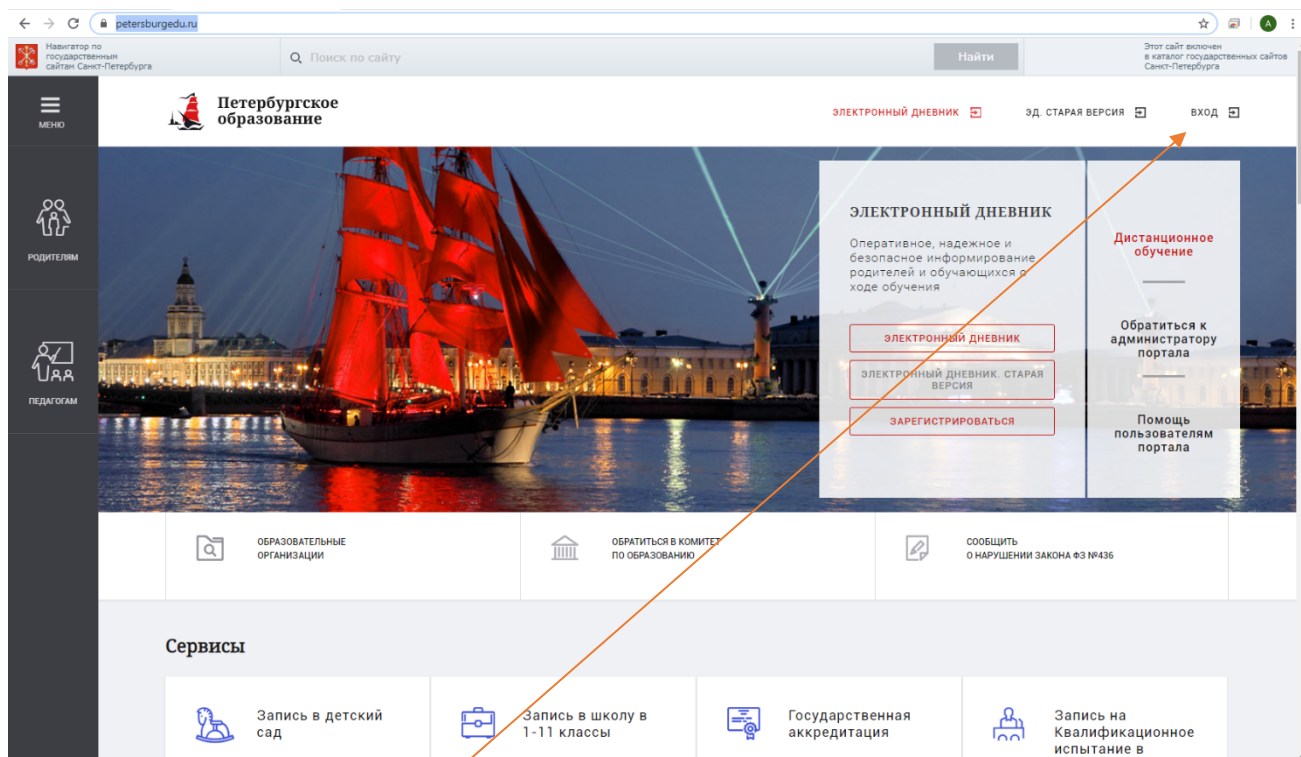 petersburgedu.ru
A
Навигатор по
государственным
сайтам Санкт-Петербурга
Поиск по сайту
Найти
Этот сайт включен
в каталог государственных сайтов
Санкт-Петербурга
МЕНЮ
Петербургское
образование
ЭЛЕКТРОННЫЙ ДНЕВНИК
ЭД. СТАРАЯ ВЕРСИЯ
ВХОД
РОДИТЕЛЯМ
ПЕДАГОГАМ
ЭЛЕКТРОННЫЙ ДНЕВНИК
Оперативное, надежное и
безопасное информирование
родителей и обучающихся о
ходе обучения
ЭЛЕКТРОННЫЙ ДНЕВНИК
ЭЛЕКТРОННЫЙ ДНЕВНИК. СТАРАЯ
ВЕРСИЯ
ЗАРЕГИСТРИРОВАТЬСЯ
Дистанционное
обучение
Обратиться к
администратору
портала
Помощь
пользователям
портала
ОБРАЗОВАТЕЛЬНЫЕ
ОРГАНИЗАЦИИ
ОБРАТИТЬСЯ В КОМИТЕТ
ПО ОБРАЗОВАНИЮ
СООБЩИТЬ
О НАРУШЕНИИ ЗАКОНА ФЗ №436
Сервисы
Запись в детский
сад
Запись в школу в
1-11 классы
Государственная
аккредитация
Запись на
Квалификационное
испытание в